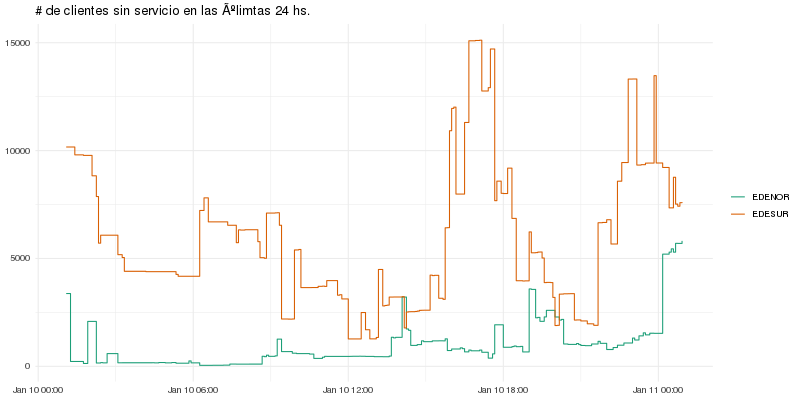 # de clientes sin servicio en las Ãºlimtas 24 hs.
15000
10000
5000
0
Jan 10 00:00 Jan 10 06:00 Jan 10 12:00 Jan 10 18:00 Jan 11 00:00
EDENOR
EDESUR